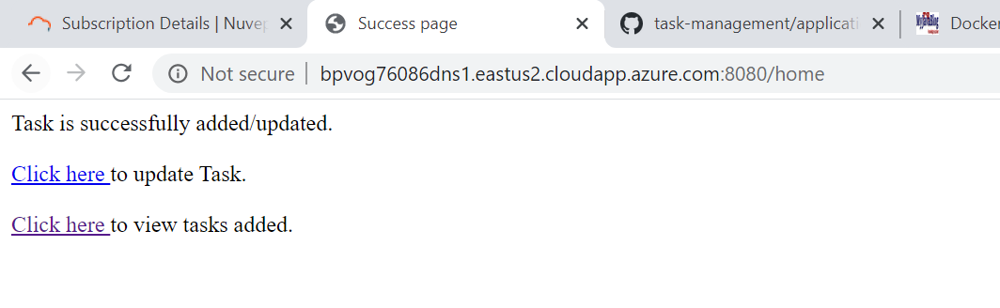 Subscription Details | Nuvep
Success page
task-management/applicati
Docker
Not secure
bpvog76086dns1.eastus2.cloudapp.azure.com:8080/home
Task is successfully added/updated.
Click here to update Task.
Click here to view tasks added.